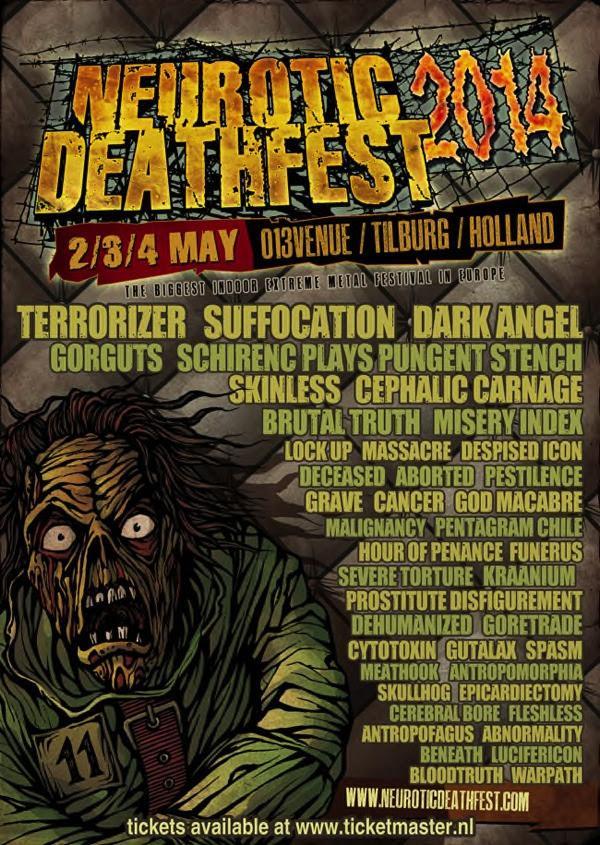 NEUROTIC
DEATHFEST 2014
2/3/4 MAY 013VENUE / TILBURG / HOLLAND
THE BIGGEST INDOOR EXTREME METAL FESTIVAL IN EUROPE
TERRORIZER SUFFOCATION DARK ANGEL
GORGUTS SCHIRENC PLAYS PUNGENT STENCH
SKINLESS CEPHALIC CARNAGE
BRUTAL TRUTH MISERY INDEX
LOCK UP MASSACRE DESPISED ICON
DECEASED ABORTED PESTILENCE
GRAVE CANCER GOD MACABRE
MALIGNANCY PENTAGRAM CHILE
HOUR OF PENANCE FUNERUS
SEVERE TORTURE KRAANIUM
PROSTITUTE DISFIGUREMENT
DEHUMANIZED GORETRADE
CYTOTOXIN GUTALAX SPASM
MEATHOOK ANTROPOMORPHIA
SKULLHOG EPICARDIECTOMY
CEREBRAL BORE FLESHLESS
ANTROPOFAGUS ABNORMALITY
BENEATH LUCIFERICON
BLOODTRUTH WARPATH
11
WWW.NEUROTICDEATHFEST.COM
tickets available at www.ticketmaster.nl